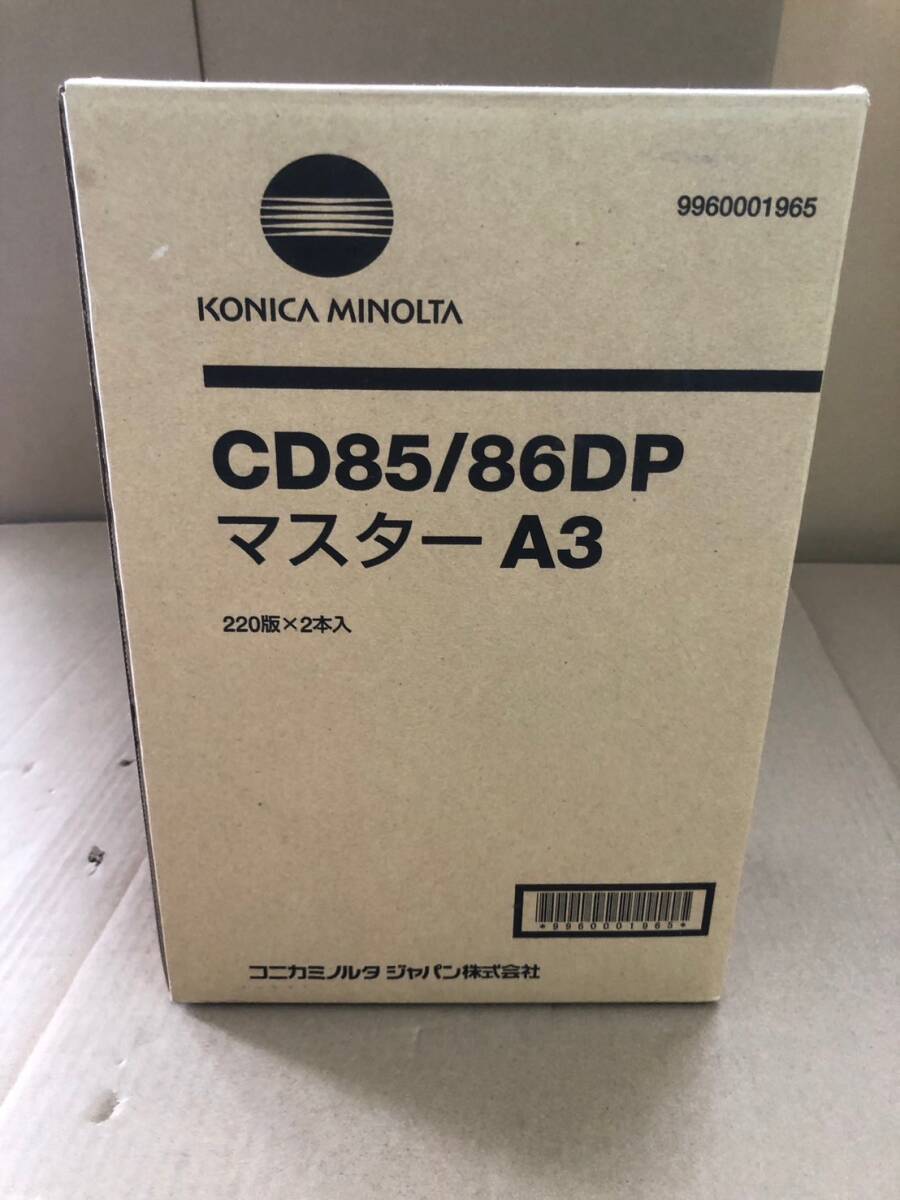 9960001965
KONICA MINOLTA
CD85/86DP
マスター A3
220版×2本入
*9960001965*
コニカミノルタ ジャパン株式会社